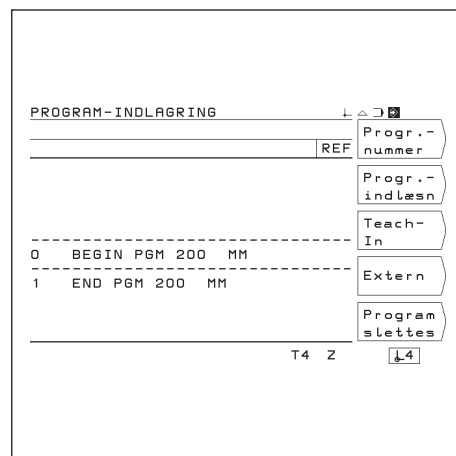 PROGRAM-INDLAGRING
REF
Progr.-
nummer
Progr.-
indlæsn
Teach-
In
0 BEGIN PGM 200 MM
Extern
1 END PGM 200 MM
Program
slettes
T4 Z
4